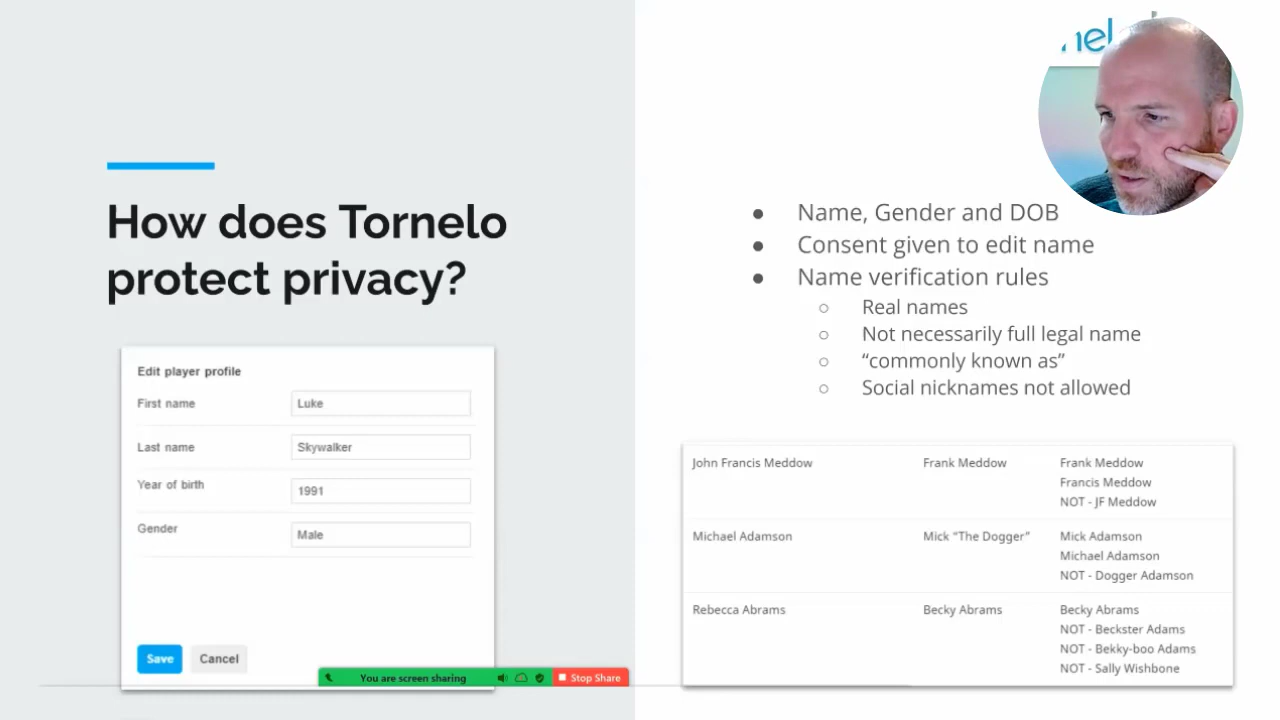 nel
How does Tornelo
protect privacy?
Edit player profile
First name Luke
Last name Skywalker
Year of birth 1991
Gender Male
Save Cancel
You are screen sharing Stop Share
Name, Gender and DOB
Consent given to edit name
Name verification rules
Real names
Not necessarily full legal name
“commonly known as”
Social nicknames not allowed
John Francis Meddow Frank Meddow Frank Meddow
Francis Meddow
NOT - JF Meddow
Michael Adamson Mick “The Dogger” Mick Adamson
Michael Adamson
NOT - Dogger Adamson
Rebecca Abrams Becky Abrams Becky Abrams
NOT - Beckster Adams
NOT - Bekky-boo Adams
NOT - Sally Wishbone